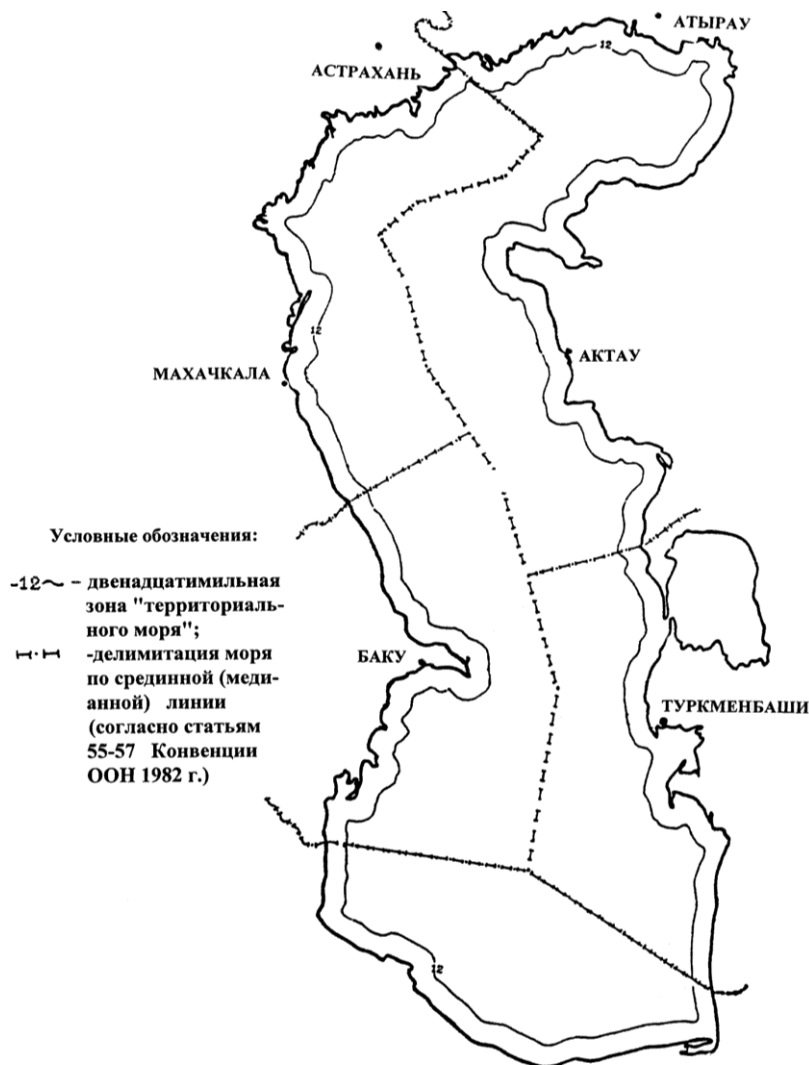 АТЫРАУ
АСТРАХАНЬ
12
12
МАХАЧКАЛА
АКТАУ
Условные обозначения:
-12~ - двенадцатимильная
зона "территориаль-
ного моря";
-делимитация моря
по срединной (меди-
анной) линии
(согласно статьям
55-57 Конвенции
ООН 1982 г.)
БАКУ
ТУРКМЕНБАШИ
12